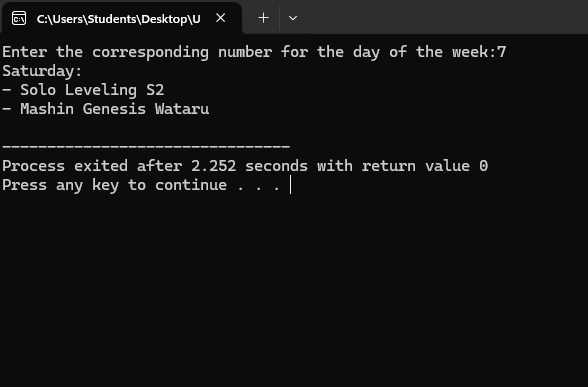 C:\Users\Students\Desktop\U
Enter the corresponding number for the day of the week:7
Saturday:
- Solo Leveling S2
- Mashin Genesis Wataru
--------------------------------
Process exited after 2.252 seconds with return value 0
Press any key to continue . . .